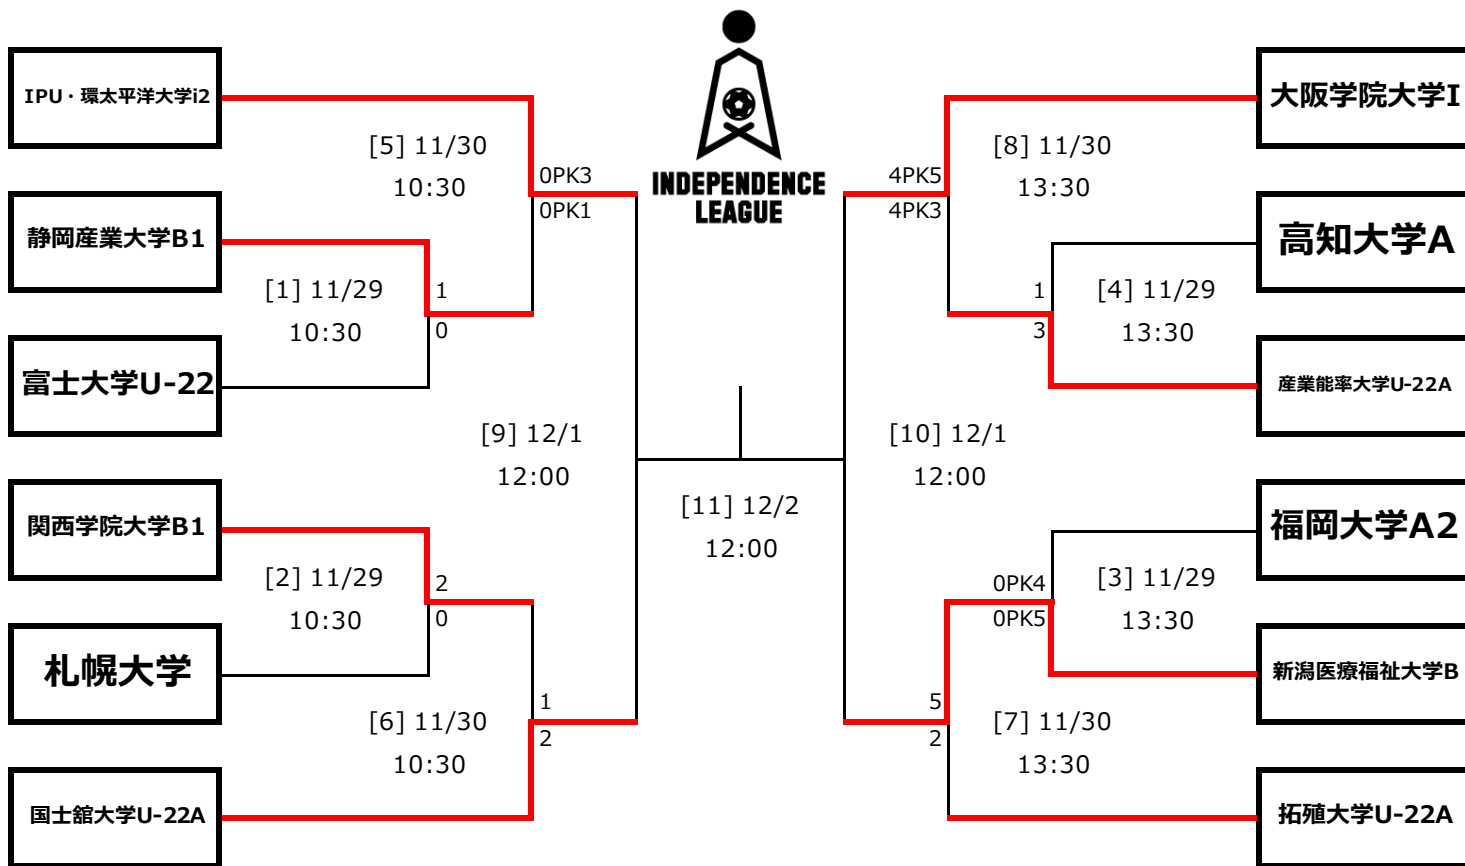 IPU・環太平洋大学i2
静岡産業大学B1
富士大学U-22
関西学院大学B1
札幌大学
国士舘大学U-22A
[5] 11/30
10:30
0PK3
0PK1
[1] 11/29
10:30
1
0
[9] 12/1
12:00
[2] 11/29
10:30
2
0
[6] 11/30
10:30
1
2
INDEPENDENCE
LEAGUE
[11] 12/2
12:00
4PK5
4PK3
[8] 11/30
13:30
1
3
[4] 11/29
13:30
[10] 12/1
12:00
0PK4
0PK5
[3] 11/29
13:30
5
2
[7] 11/30
13:30
大阪学院大学I
高知大学A
産業能率大学U-22A
福岡大学A2
新潟医療福祉大学B
拓殖大学U-22A